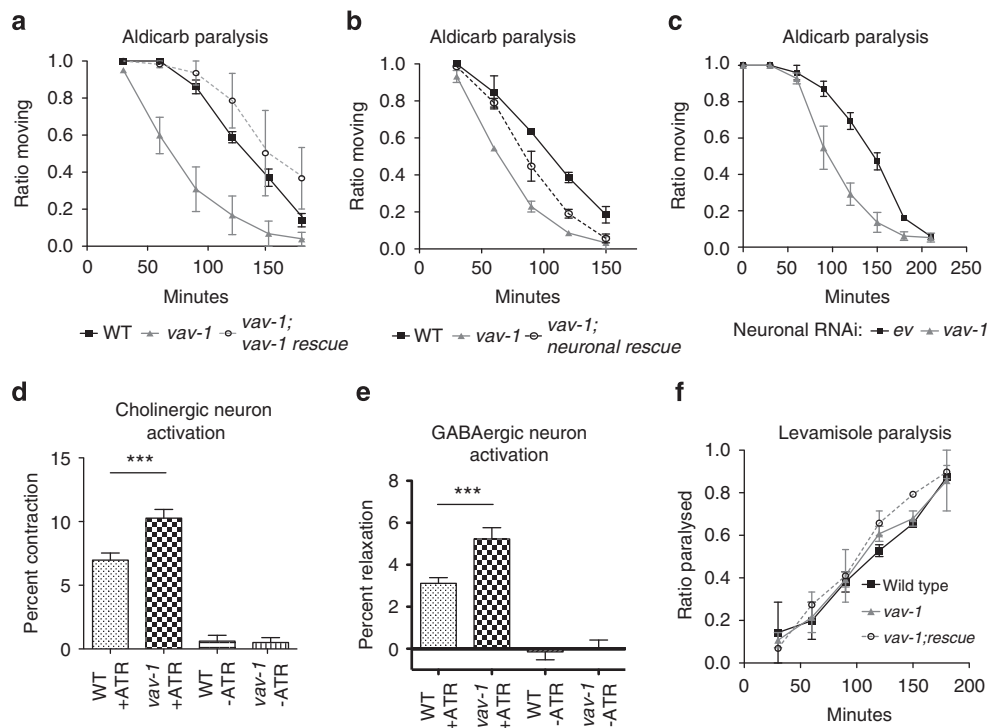 a
Aldicarb paralysis
1.0
0.8
0.6
0.4
0.2
0.0
Ratio moving
0 50 100 150
Minutes
WT vav-1 vav-1;
vav-1 rescue
b
Aldicarb paralysis
1.0
0.8
0.6
0.4
0.2
0.0
Ratio moving
0 50 100 150
Minutes
WT vav-1 vav-1;
neuronal rescue
c
Aldicarb paralysis
1.0
0.8
0.6
0.4
0.2
0.0
Ratio moving
0 50 100 150 200 250
Minutes
Neuronal RNAi: ev vav-1
d
Cholinergic neuron
activation
15
10
5
0
Percent contraction
***
WT
+ATR
vav-1
+ATR
WT
-ATR
vav-1
-ATR
e
GABAergic neuron
activation
8
6
4
2
0
Percent relaxation
***
WT
+ATR
vav-1
+ATR
WT
-ATR
vav-1
-ATR
f
Levamisole paralysis
1.0
0.8
0.6
0.4
0.2
0.0
Ratio paralysed
Wild type
vav-1
vav-1;rescue
0 50 100 150 200
Minutes